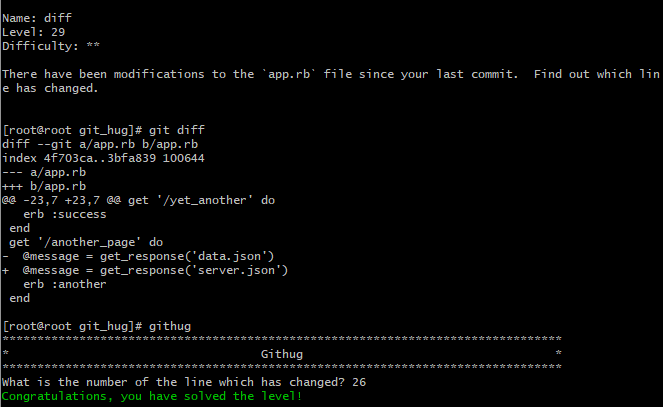 Name: diff
Level: 29
Difficulty: **

There have been modifications to the `app.rb` file since your last commit.  Find out which lin
e has changed.

[root@root git_hug]# git diff
diff --git a/app.rb b/app.rb
index 4f703ca..3bfa839 100644
--- a/app.rb
+++ b/app.rb
@@ -23,7 +23,7 @@ get '/yet_another' do
   erb :success
 end
 get '/another_page' do
-  @message = get_response('data.json')
+  @message = get_response('server.json')
   erb :another
 end

[root@root git_hug]# githug
********************************************************************************
*                                    Githug                                    *
********************************************************************************
What is the number of the line which has changed? 26
Congratulations, you have solved the level!